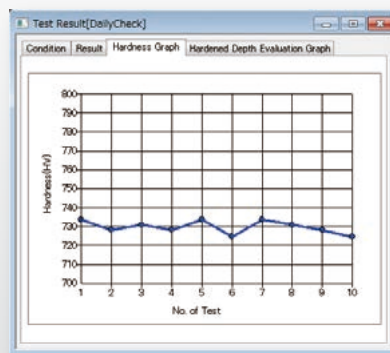 Test Result[DailyCheck]
Condition Result Hardness Graph Hardened Depth Evaluation Graph
800
790
780
770
760
750
740
730
720
710
700
Hardness(HV)
1 2 3 4 5 6 7 8 9 10
No. of Test